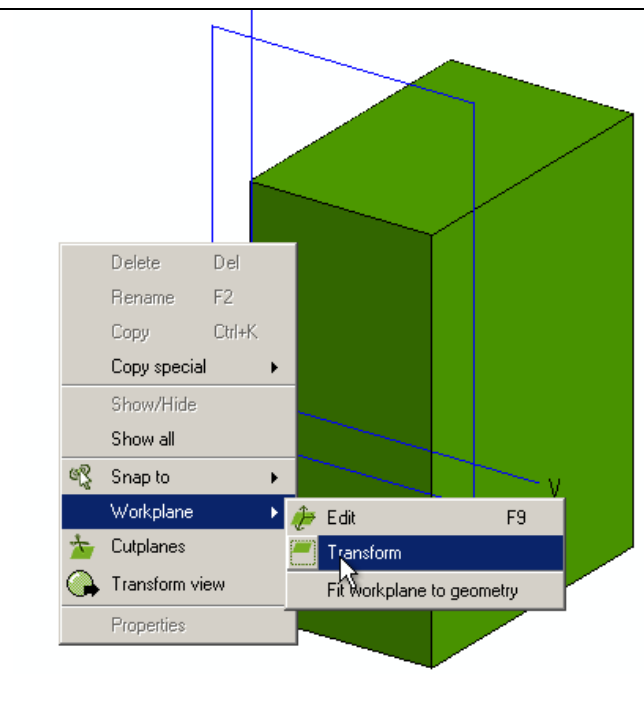 Delete Del
Rename F2
Copy Ctrl+K
Copy special
Show/Hide
Show all
Snap to
Workplane
Cutplanes
Transform view
Properties
V
Edit F9
Transform
Fit workplane to geometry